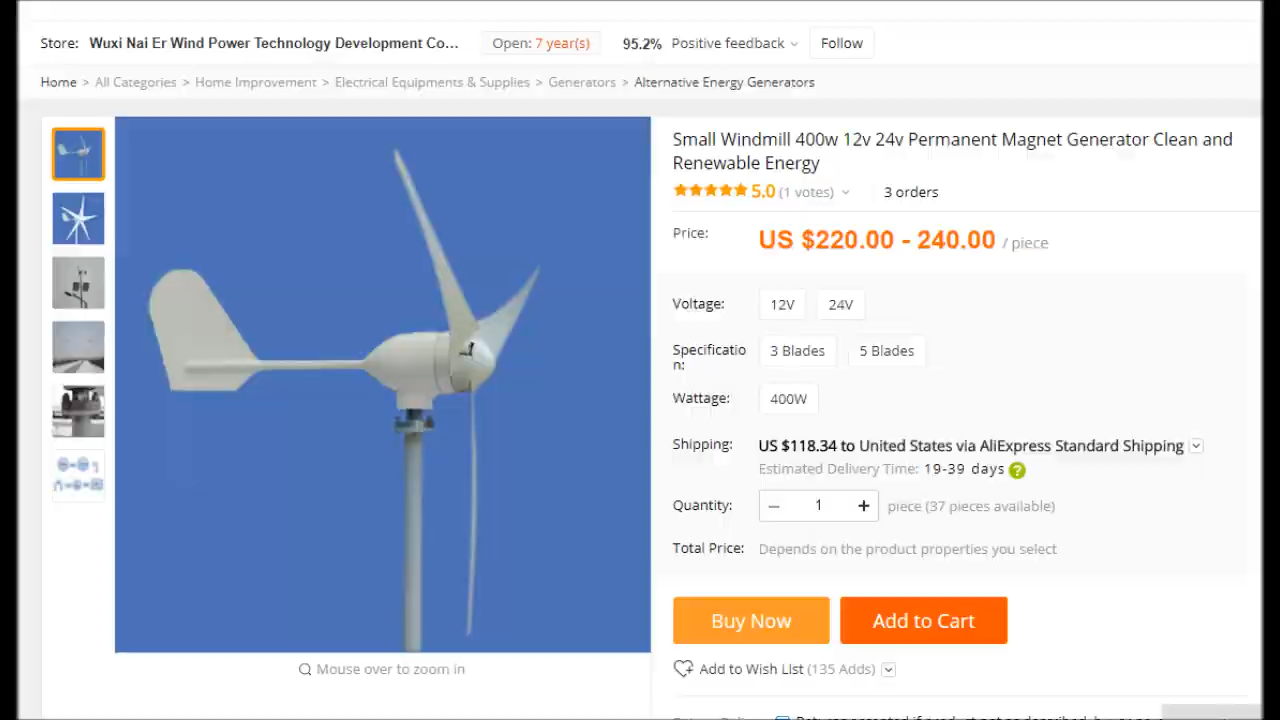 Store: Wuxi Nai Er Wind Power Technology Development Co... Open: 7 year(s) 95.2% Positive feedback Follow
Home > All Categories > Home Improvement > Electrical Equipments & Supplies > Generators > Alternative Energy Generators
Small Windmill 400w 12v 24v Permanent Magnet Generator Clean and
Renewable Energy
5.0 (1 votes) 3 orders
Price: US $220.00 - 240.00 / piece
Voltage: 12V 24V
Specificatio
n: 3 Blades 5 Blades
Wattage: 400W
Shipping: US $118.34 to United States via AliExpress Standard Shipping
Estimated Delivery Time: 19-39 days ?
Quantity: − 1 + piece (37 pieces available)
Total Price: Depends on the product properties you select
Buy Now Add to Cart
Mouse over to zoom in
Add to Wish List (135 Adds)